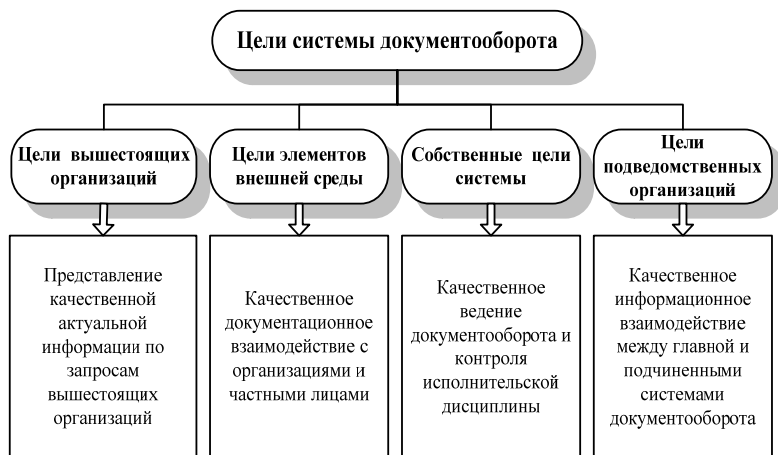 Цели системы документооборота
Цели вышестоящих
организаций
Цели элементов
внешней среды
Собственные цели
системы
Цели
подведомственных
организаций
Представление
качественной
актуальной
информации по
запросам
вышестоящих
организаций
Качественное
документационное
взаимодействие с
организациями и
частными лицами
Качественное
ведение
документооборота и
контроля
исполнительской
дисциплины
Качественное
информационное
взаимодействие
между главной и
подчиненными
системами
документооборота